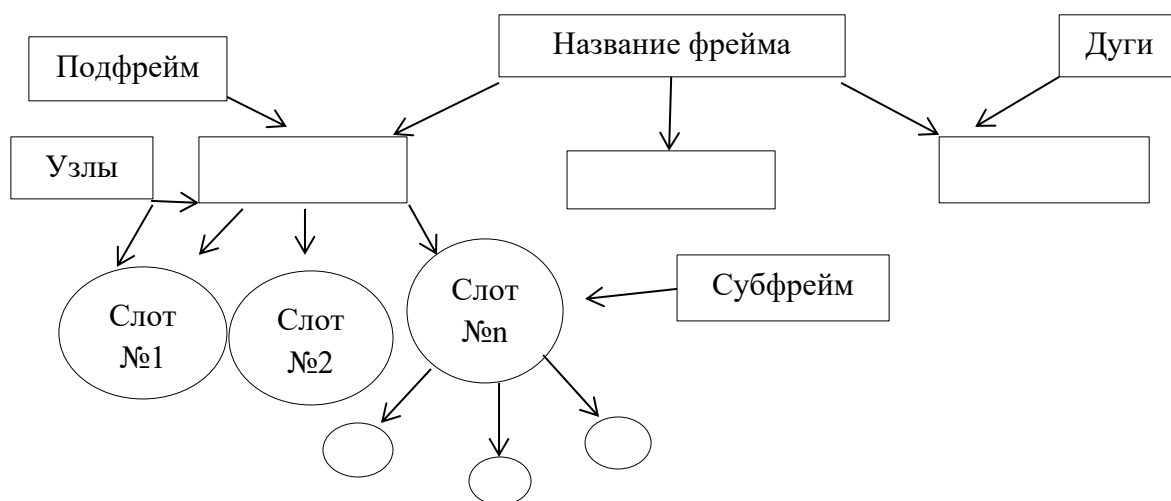 Название фрейма
Дуги
Подфрейм
Узлы
Субфрейм
Слот
№1
Слот
№2
Слот
№n